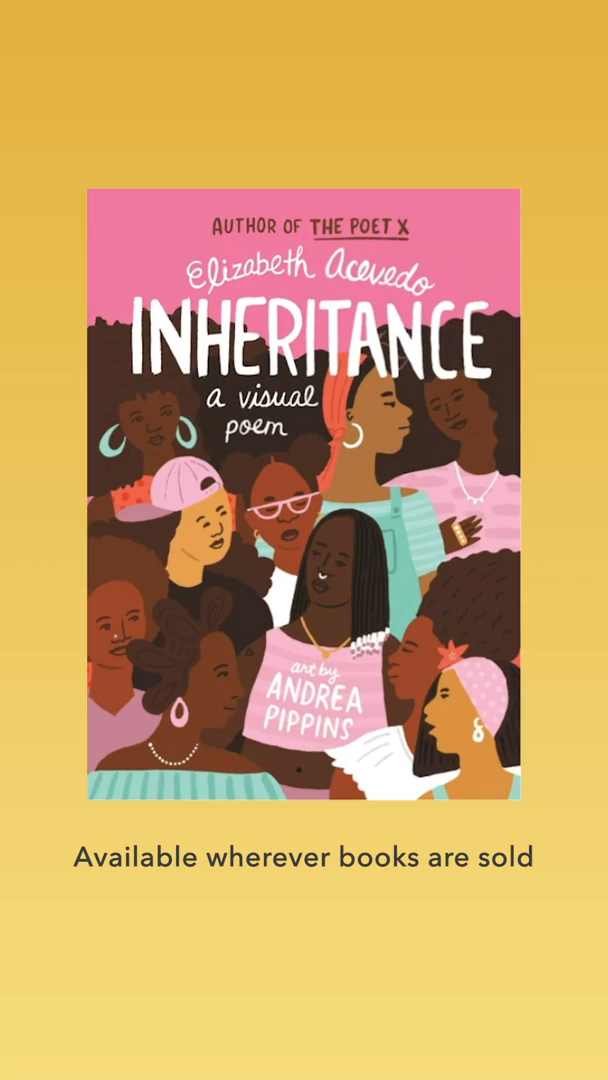 AUTHOR OF THE POET X
Elizabeth Acevedo
INHERITANCE
a visual
poem
art by
ANDREA
PIPPINS
Available wherever books are sold